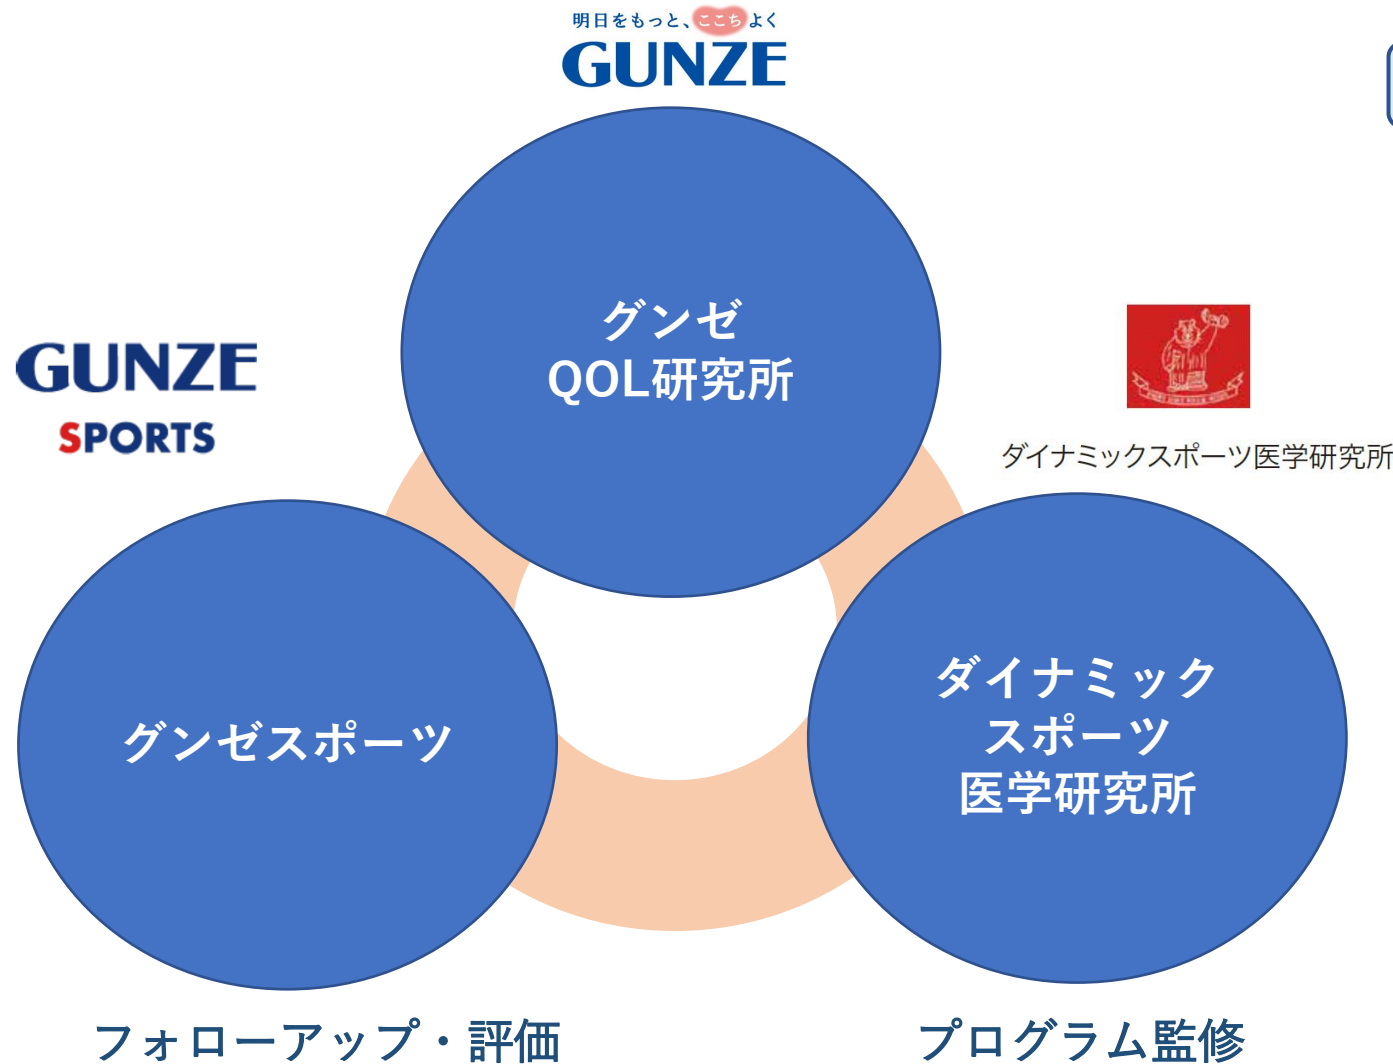 明日をもっと、ここちよく
GUNZE
グンゼ
QOL研究所
GUNZE
SPORTS
ダイナミックスポーツ医学研究所
グンゼスポーツ
ダイナミック
スポーツ
医学研究所
フォローアップ・評価
プログラム監修